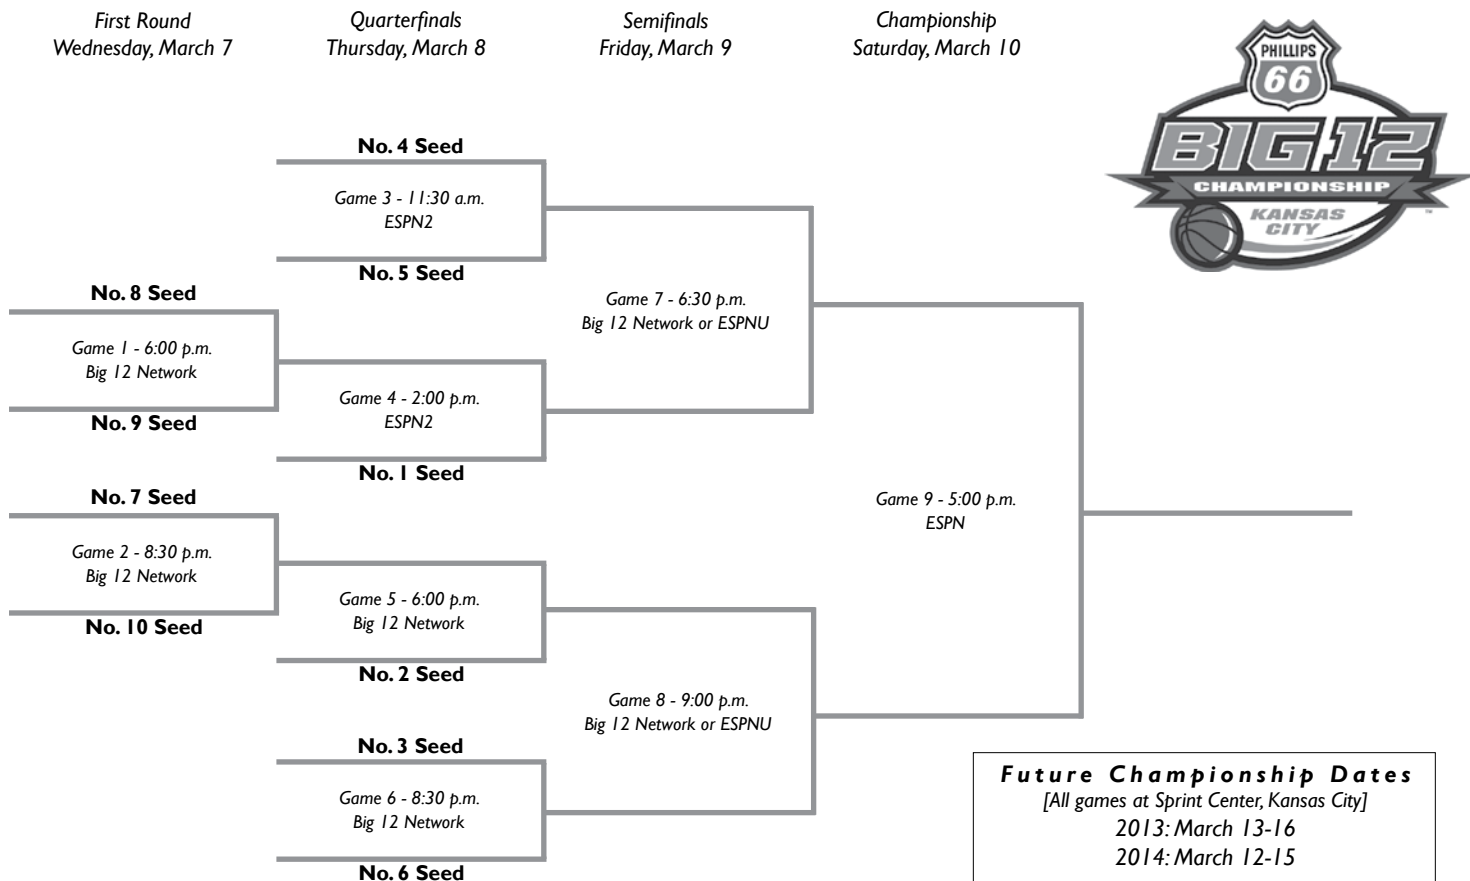 First Round
Wednesday, March 7
Quarterfinals
Thursday, March 8
Semifinals
Friday, March 9
Championship
Saturday, March 10
PHILLIPS
66
BIG 12
CHAMPIONSHIP
KANSAS
CITY
™
No. 4 Seed
Game 3 - 11:30 a.m.
ESPN2
No. 5 Seed
No. 8 Seed
Game 1 - 6:00 p.m.
Big 12 Network
No. 9 Seed
Game 4 - 2:00 p.m.
ESPN2
No. 1 Seed
Game 7 - 6:30 p.m.
Big 12 Network or ESPNU
No. 7 Seed
Game 2 - 8:30 p.m.
Big 12 Network
No. 10 Seed
Game 5 - 6:00 p.m.
Big 12 Network
No. 2 Seed
Game 9 - 5:00 p.m.
ESPN
Game 8 - 9:00 p.m.
Big 12 Network or ESPNU
No. 3 Seed
Game 6 - 8:30 p.m.
Big 12 Network
No. 6 Seed
Future Championship Dates
[All games at Sprint Center, Kansas City]
2013: March 13-16
2014: March 12-15